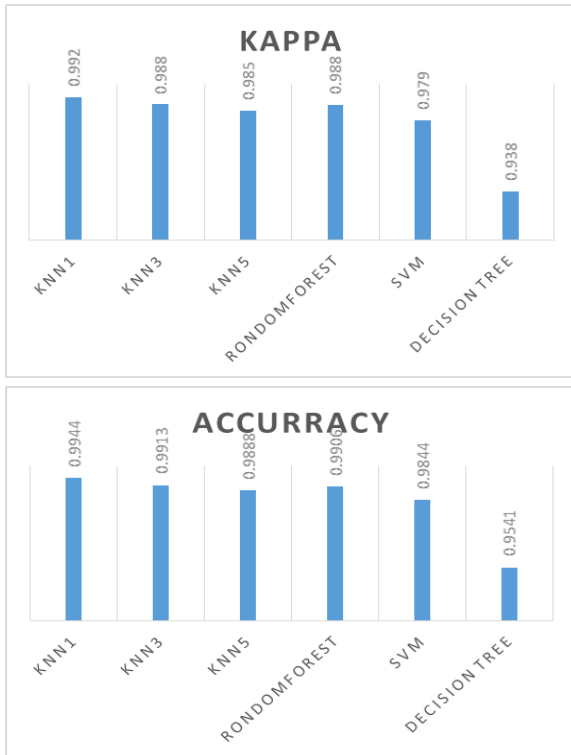 KAPPA
0.992
0.988
0.985
0.988
0.979
0.938
KNN1
KNN3
KNN5
RONDOMFOREST
SVM
DECISION TREE
ACCURRACY
0.9944
0.9913
0.9888
0.9906
0.9844
0.9541
KNN1
KNN3
KNN5
RONDOMFOREST
SVM
DECISION TREE